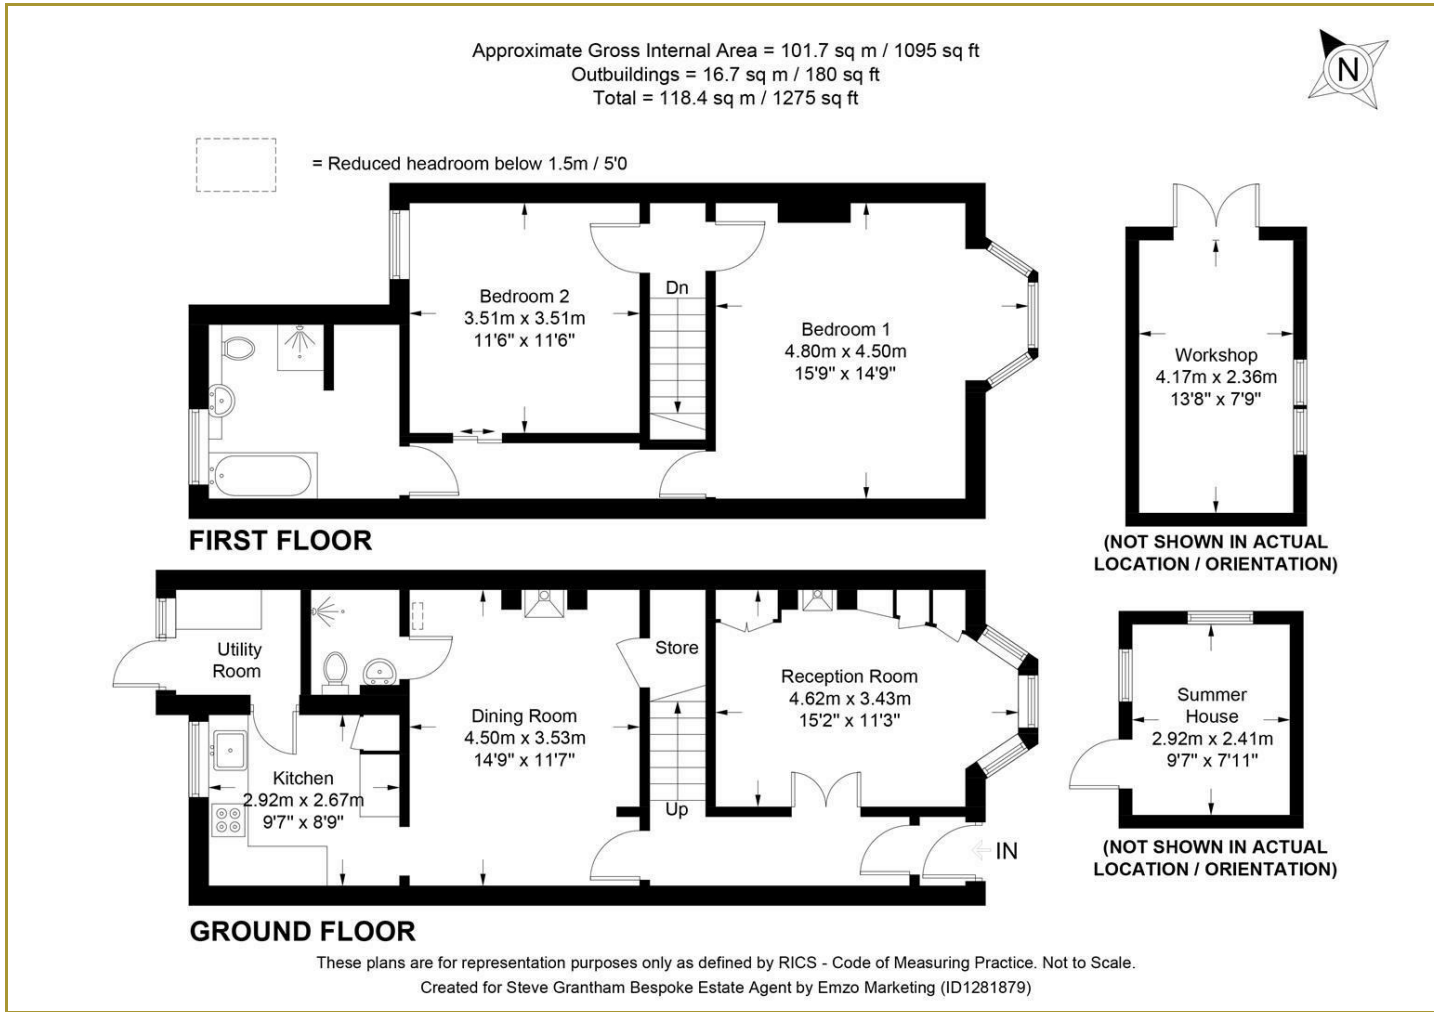 Approximate Gross Internal Area = 101.7 sq m / 1095 sq ft
Outbuildings = 16.7 sq m / 180 sq ft
Total = 118.4 sq m / 1275 sq ft
N
= Reduced headroom below 1.5m / 5'0
Bedroom 2
3.51m x 3.51m
11'6" x 11'6"
Dn
Bedroom 1
4.80m x 4.50m
15'9" x 14'9"
Workshop
4.17m x 2.36m
13'8" x 7'9"
FIRST FLOOR
(NOT SHOWN IN ACTUAL
LOCATION / ORIENTATION)
Utility
Room
Store
Reception Room
4.62m x 3.43m
15'2" x 11'3"
Dining Room
4.50m x 3.53m
14'9" x 11'7"
Kitchen
2.92m x 2.67m
9'7" x 8'9"
Up
IN
Summer
House
2.92m x 2.41m
9'7" x 7'11"
(NOT SHOWN IN ACTUAL
LOCATION / ORIENTATION)
GROUND FLOOR
These plans are for representation purposes only as defined by RICS - Code of Measuring Practice. Not to Scale.
Created for Steve Grantham Bespoke Estate Agent by Emzo Marketing (ID1281879)